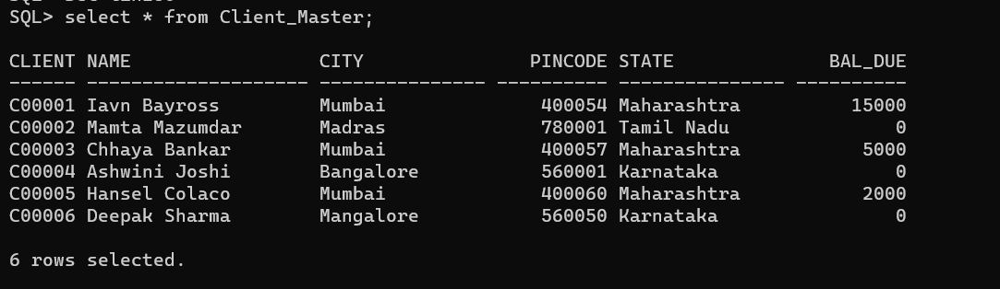 SQL> select * from Client_Master;
CLIENT NAME                 CITY               PINCODE STATE              BAL_DUE
------ -------------------- --------------- ---------- --------------- ----------
C00001 Iavn Bayross         Mumbai              400054 Maharashtra          15000
C00002 Mamta Mazumdar       Madras              780001 Tamil Nadu               0
C00003 Chhaya Bankar        Mumbai              400057 Maharashtra           5000
C00004 Ashwini Joshi        Bangalore           560001 Karnataka                0
C00005 Hansel Colaco        Mumbai              400060 Maharashtra           2000
C00006 Deepak Sharma        Mangalore           560050 Karnataka                0
6 rows selected.